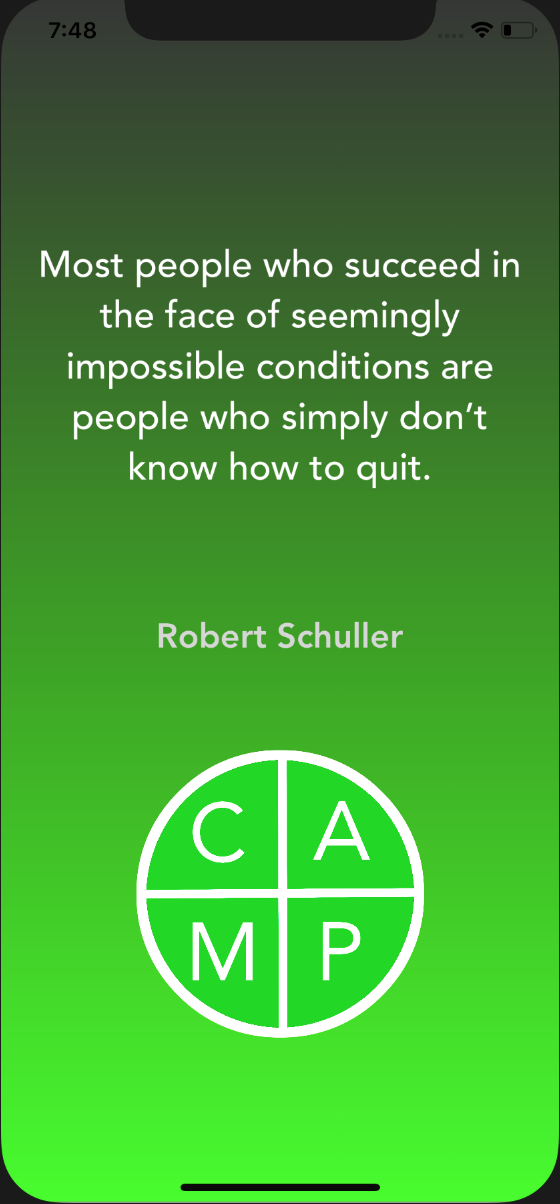 7:48
Most people who succeed in
the face of seemingly
impossible conditions are
people who simply don’t
know how to quit.
Robert Schuller
C A
M P